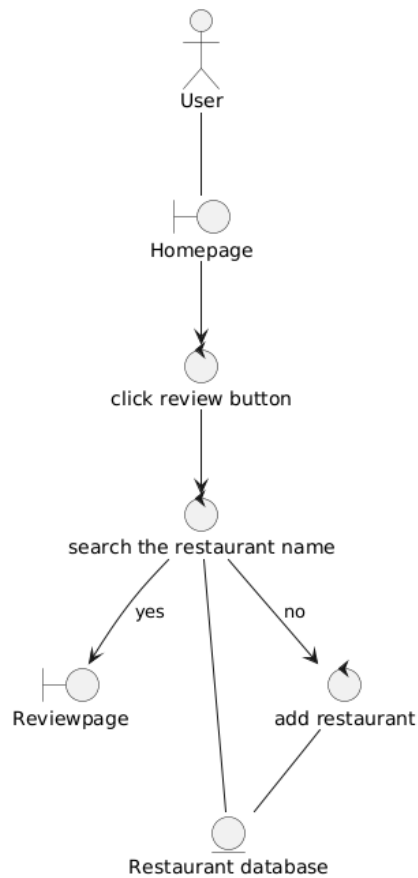 User
Homepage
click review button
search the restaurant name
yes
no
Reviewpage
add restaurant
Restaurant database